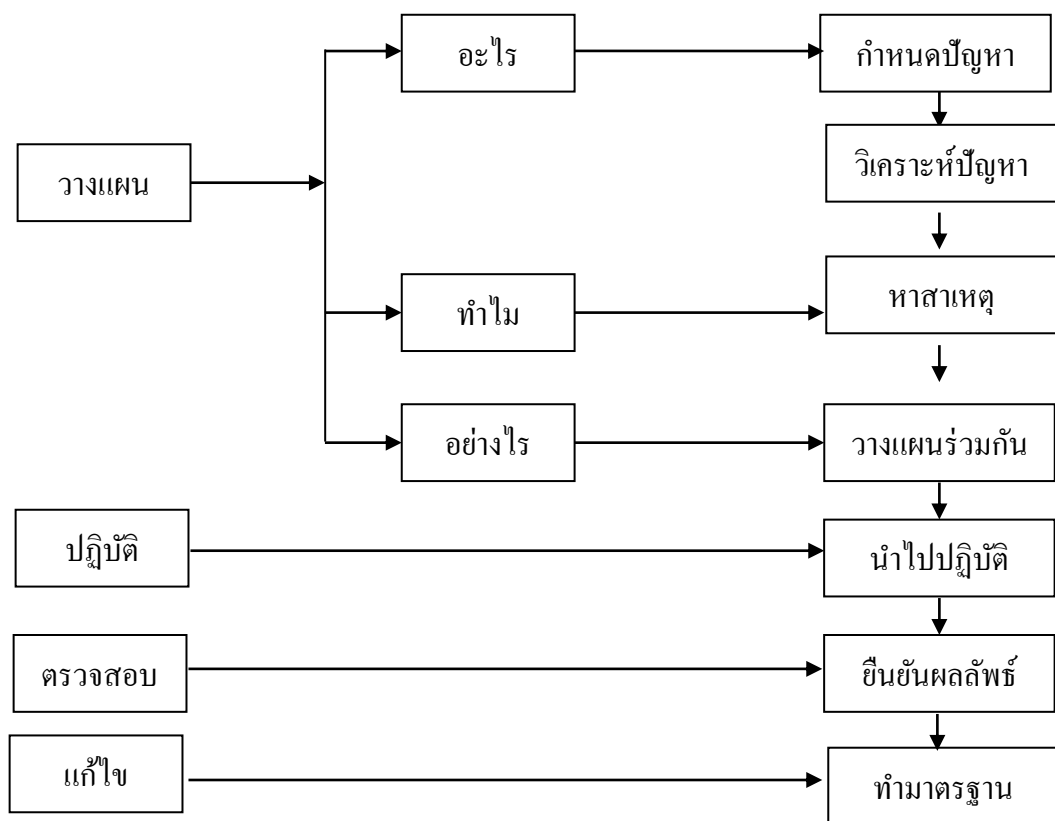 อะไร
กำหนดปัญหา
วางแผน
วิเคราะห์ปัญหา
ทำไม
หาสาเหตุ
อย่างไร
วางแผนร่วมกัน
ปฏิบัติ
นำไปปฏิบัติ
ตรวจสอบ
ยืนยันผลลัพธ์
แก้ไข
ทำมาตรฐาน